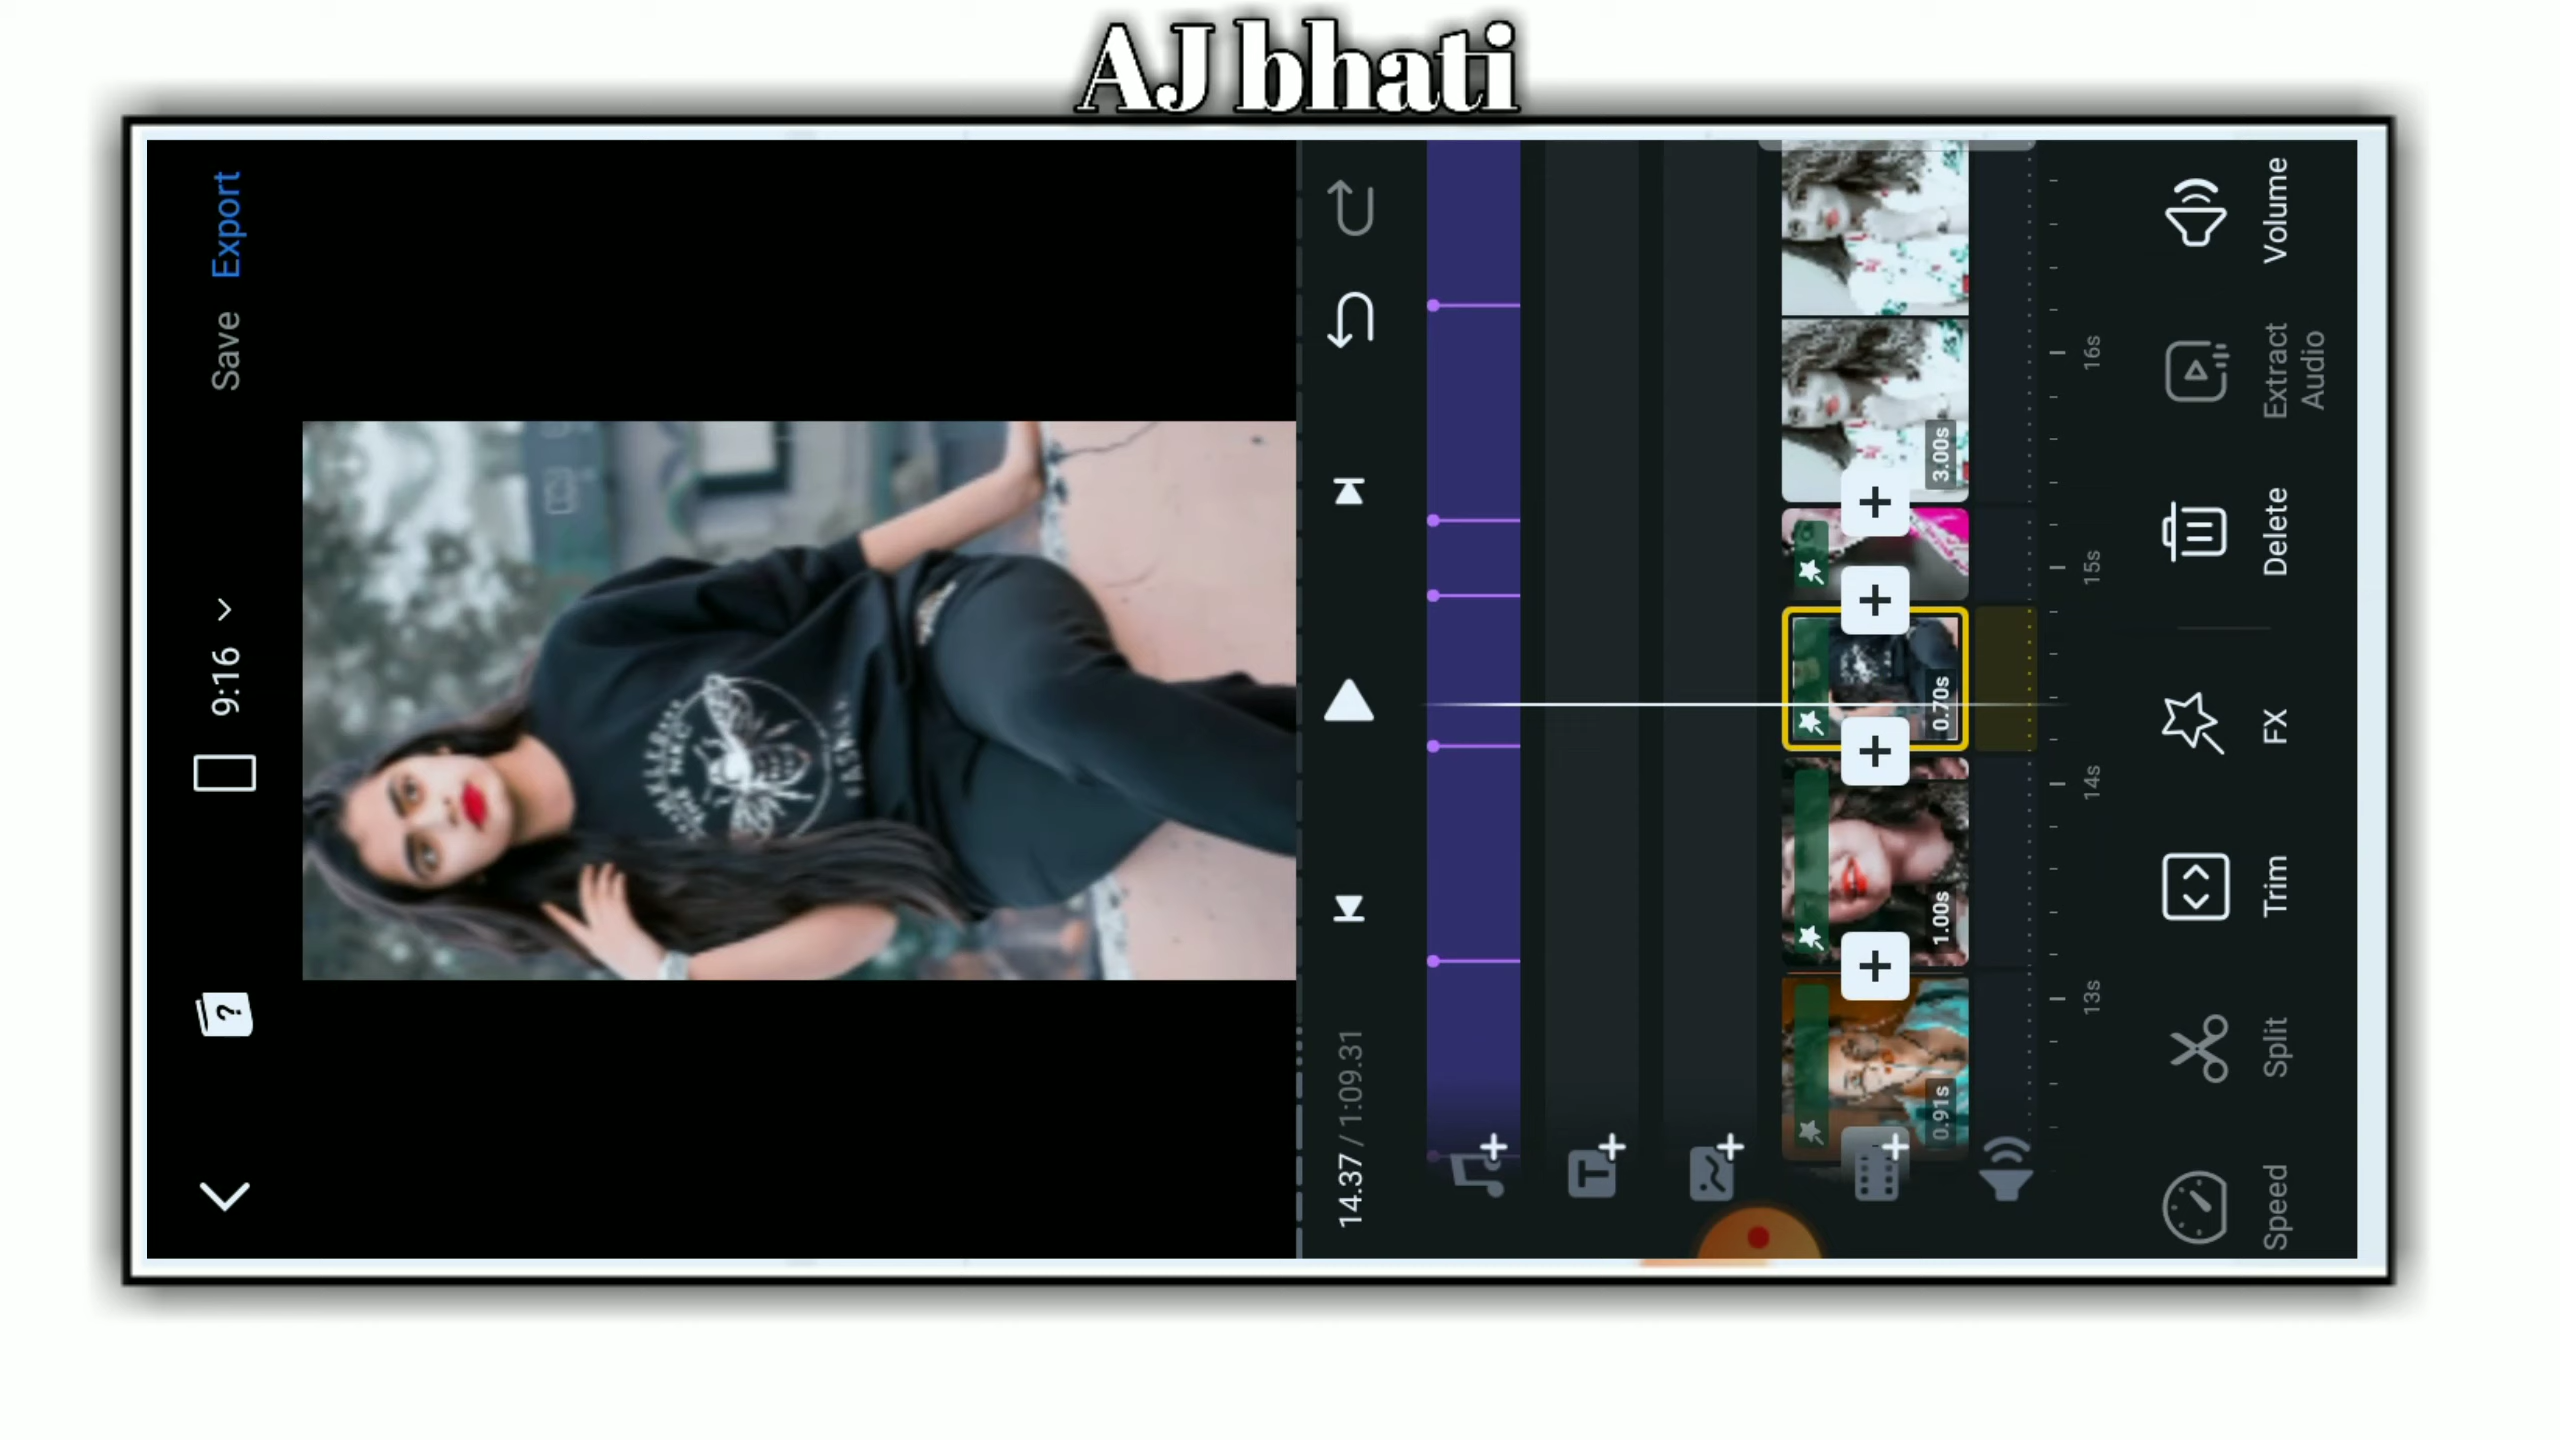 AJ bhati
9:16
Save Export
14.37 / 1:09.31
0.91s
1.00s
0.70s
3.00s
13s
14s
15s
16s
Speed
Split
Trim
FX
Delete
Extract
Audio
Volume